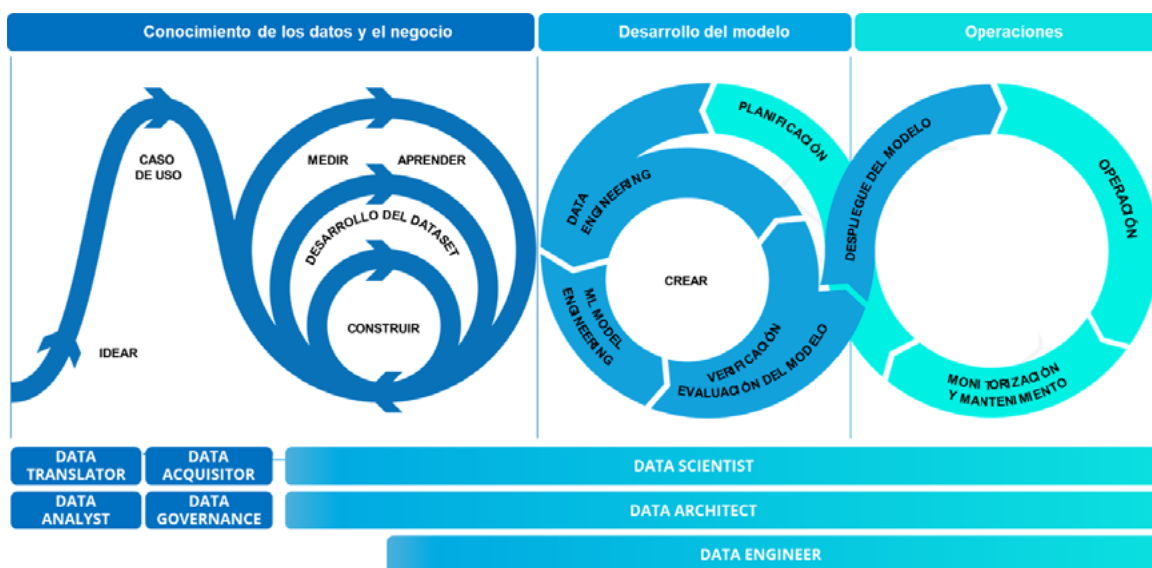 Conocimiento de los datos y el negocio
Desarrollo del modelo
Operaciones
IDEAR
CASO
DE USO
MEDIR
APRENDER
DESARROLLO DEL DATASET
CONSTRUIR
DATA
ENGINEERING
PLANIFICACIÓN
CREAR
ML MODEL
ENGINEERING
VERIFICACIÓN
EVALUACIÓN DEL MODELO
DESPLIEGUE DEL MODELO
OPERACIÓN
MONITORIZACIÓN
Y MANTENIMIENTO
DATA
TRANSLATOR
DATA
ACQUISITOR
DATA SCIENTIST
DATA
ANALYST
DATA
GOVERNANCE
DATA ARCHITECT
DATA ENGINEER